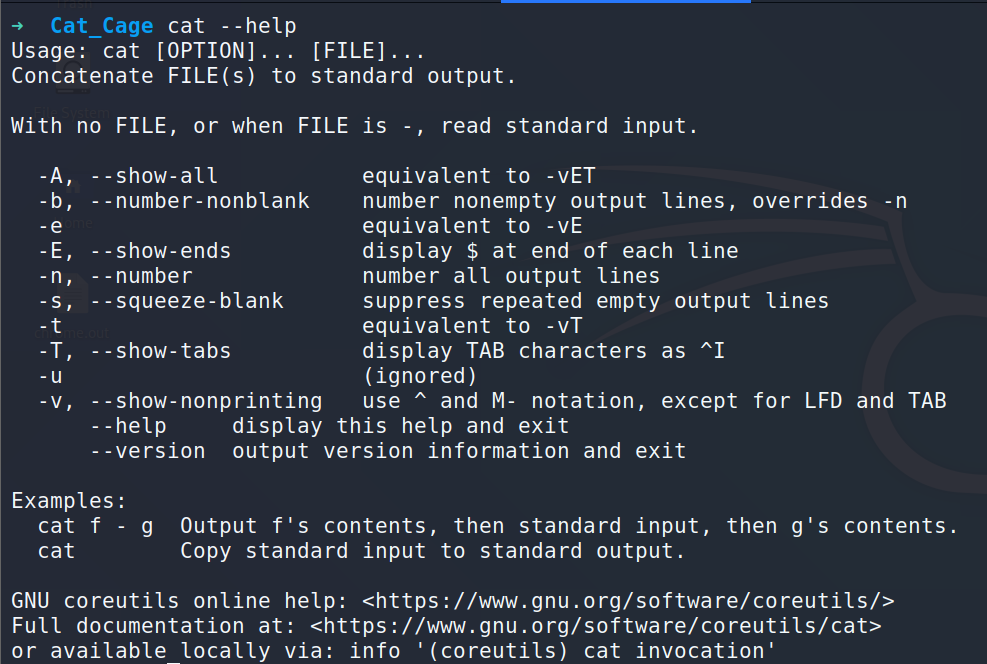 →  Cat_Cage cat --help
Usage: cat [OPTION]... [FILE]...
Concatenate FILE(s) to standard output.

With no FILE, or when FILE is -, read standard input.

  -A, --show-all           equivalent to -vET
  -b, --number-nonblank    number nonempty output lines, overrides -n
  -e                       equivalent to -vE
  -E, --show-ends          display $ at end of each line
  -n, --number             number all output lines
  -s, --squeeze-blank      suppress repeated empty output lines
  -t                       equivalent to -vT
  -T, --show-tabs          display TAB characters as ^I
  -u                       (ignored)
  -v, --show-nonprinting   use ^ and M- notation, except for LFD and TAB
      --help     display this help and exit
      --version  output version information and exit

Examples:
  cat f - g  Output f's contents, then standard input, then g's contents.
  cat        Copy standard input to standard output.

GNU coreutils online help: <https://www.gnu.org/software/coreutils/>
Full documentation at: <https://www.gnu.org/software/coreutils/cat>
or available locally via: info '(coreutils) cat invocation'